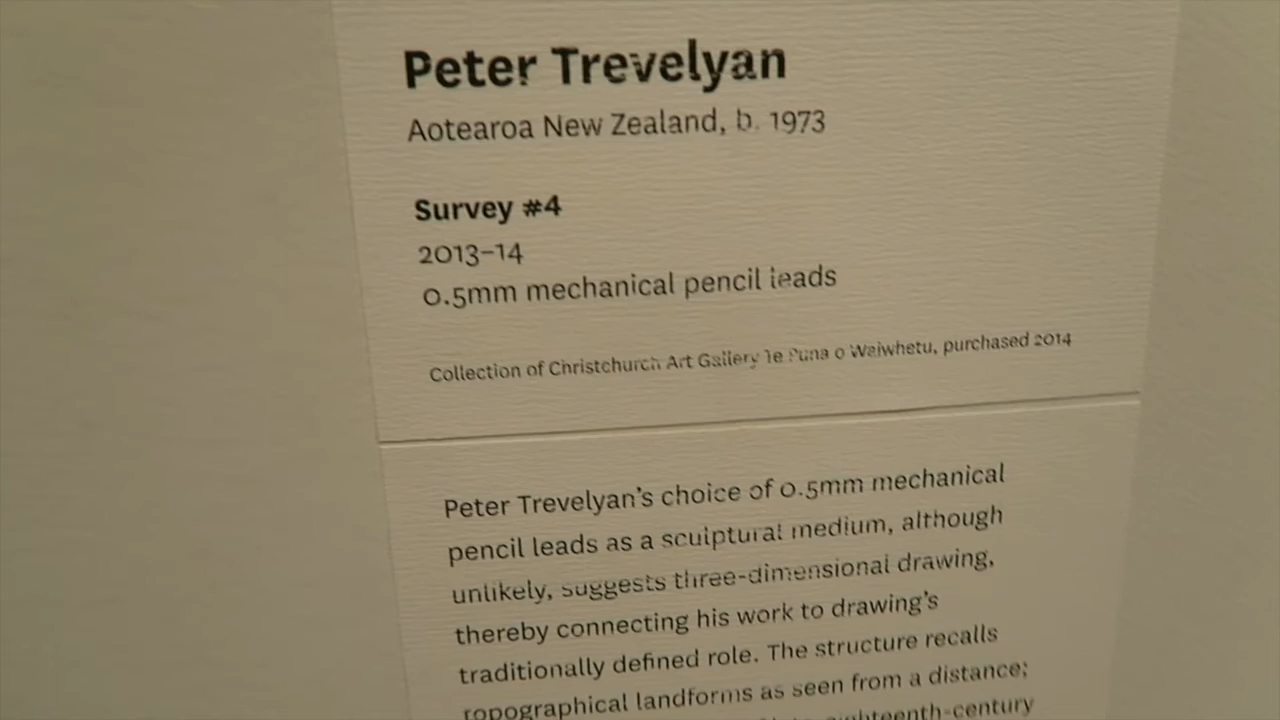 Peter Trevelyan
Aotearoa New Zealand, b. 1973
Survey #4
2013–14
0.5mm mechanical pencil leads
Collection of Christchurch Art Gallery Te Puna o Waiwhetu, purchased 2014
Peter Trevelyan's choice of 0.5mm mechanical
pencil leads as a sculptural medium, although
unlikely, suggests three-dimensional drawing,
thereby connecting his work to drawing's
traditionally defined role. The structure recalls
topographical landforms as seen from a distance;
eighteenth-century